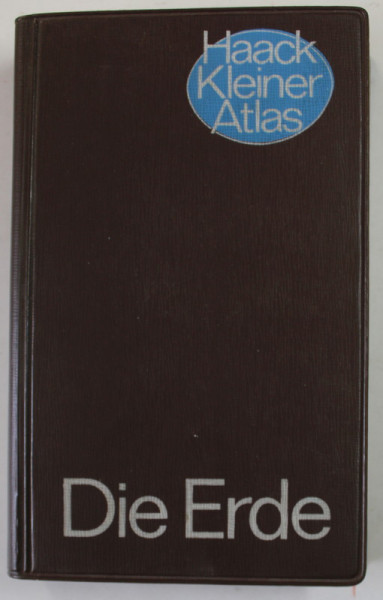 Haack
Kleiner
Atlas
Die Erde